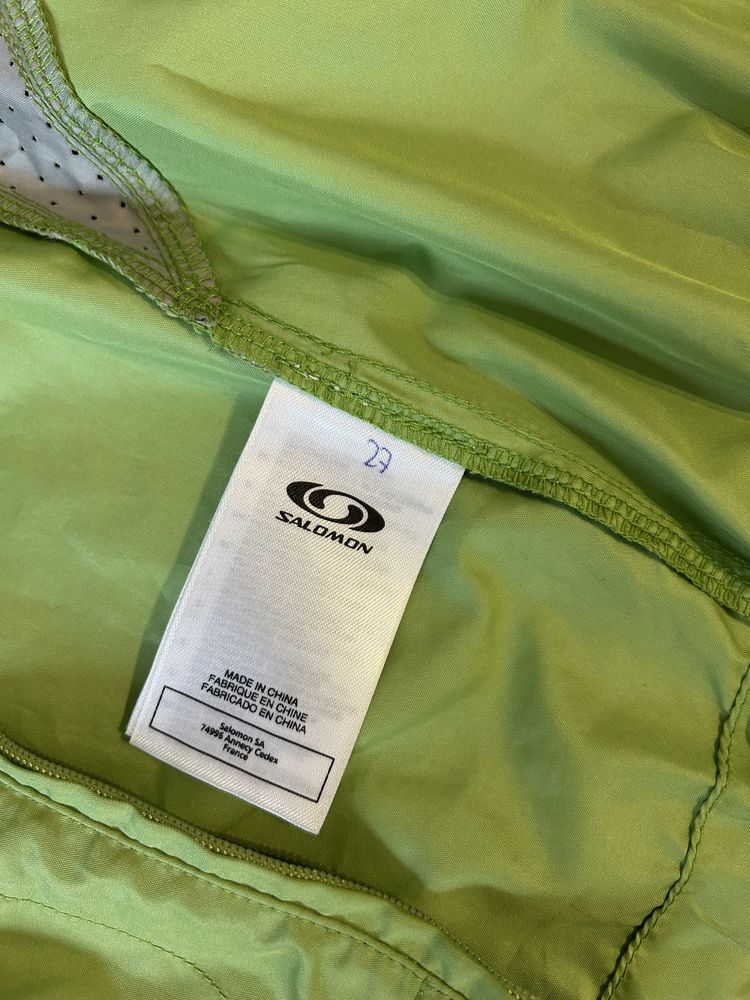 27
SALOMON
MADE IN CHINA
FABRIQUE EN CHINE
FABRICADO EN CHINA
Salomon SA
74996 Annecy Cedex
France